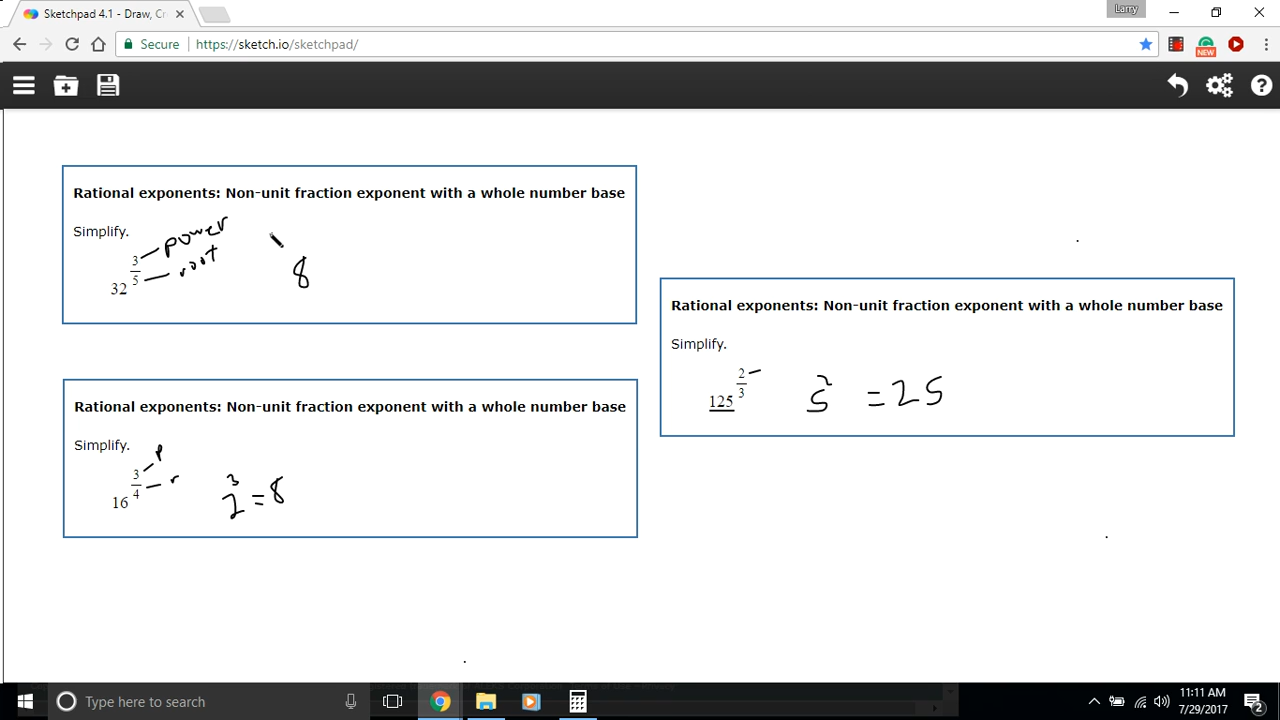 Sketchpad 4.1 - Draw, Cr
Larry
Secure
https://sketch.io/sketchpad/
NEW
Rational exponents: Non-unit fraction exponent with a whole number base
Simplify.
32^(3/5) power root 8
Rational exponents: Non-unit fraction exponent with a whole number base
Simplify.
16^(3/4) p r 2^3 = 8
Rational exponents: Non-unit fraction exponent with a whole number base
Simplify.
125^(2/3) 5^2 = 25
Type here to search
11:11 AM
7/29/2017
2